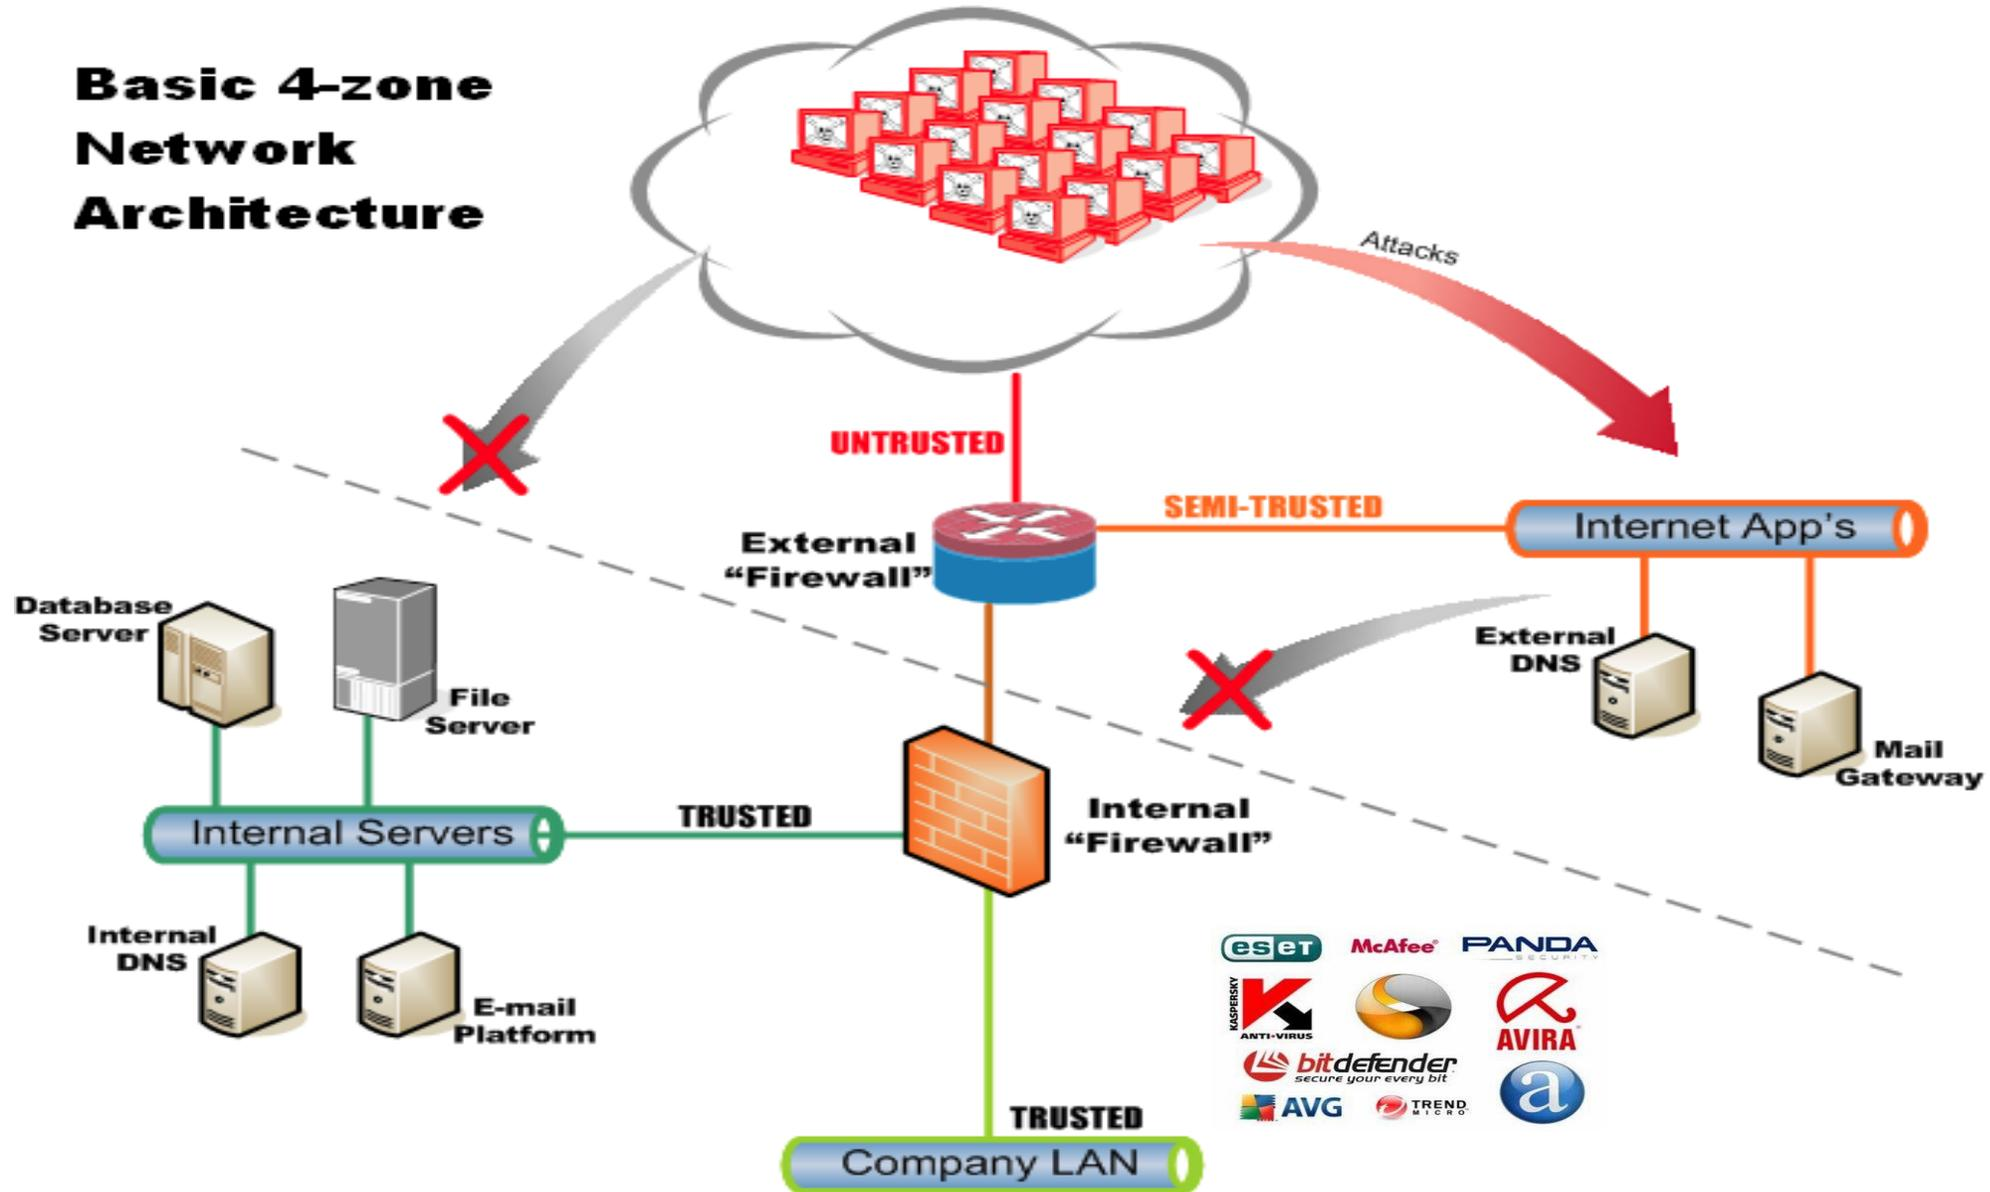 Basic 4-zone
Network
Architecture
Attacks
UNTRUSTED
SEMI-TRUSTED
Internet App's
External
“Firewall”
Database
Server
File
Server
External
DNS
Mail
Gateway
Internal Servers
TRUSTED
Internal
“Firewall”
Internal
DNS
E-mail
Platform
eseT
McAfee®
PANDA
SECURITY
KASPERSKY
ANTI-VIRUS
AVIRA
bitdefender
secure your every bit
a
AVG
TREND
MICRO
TRUSTED
Company LAN